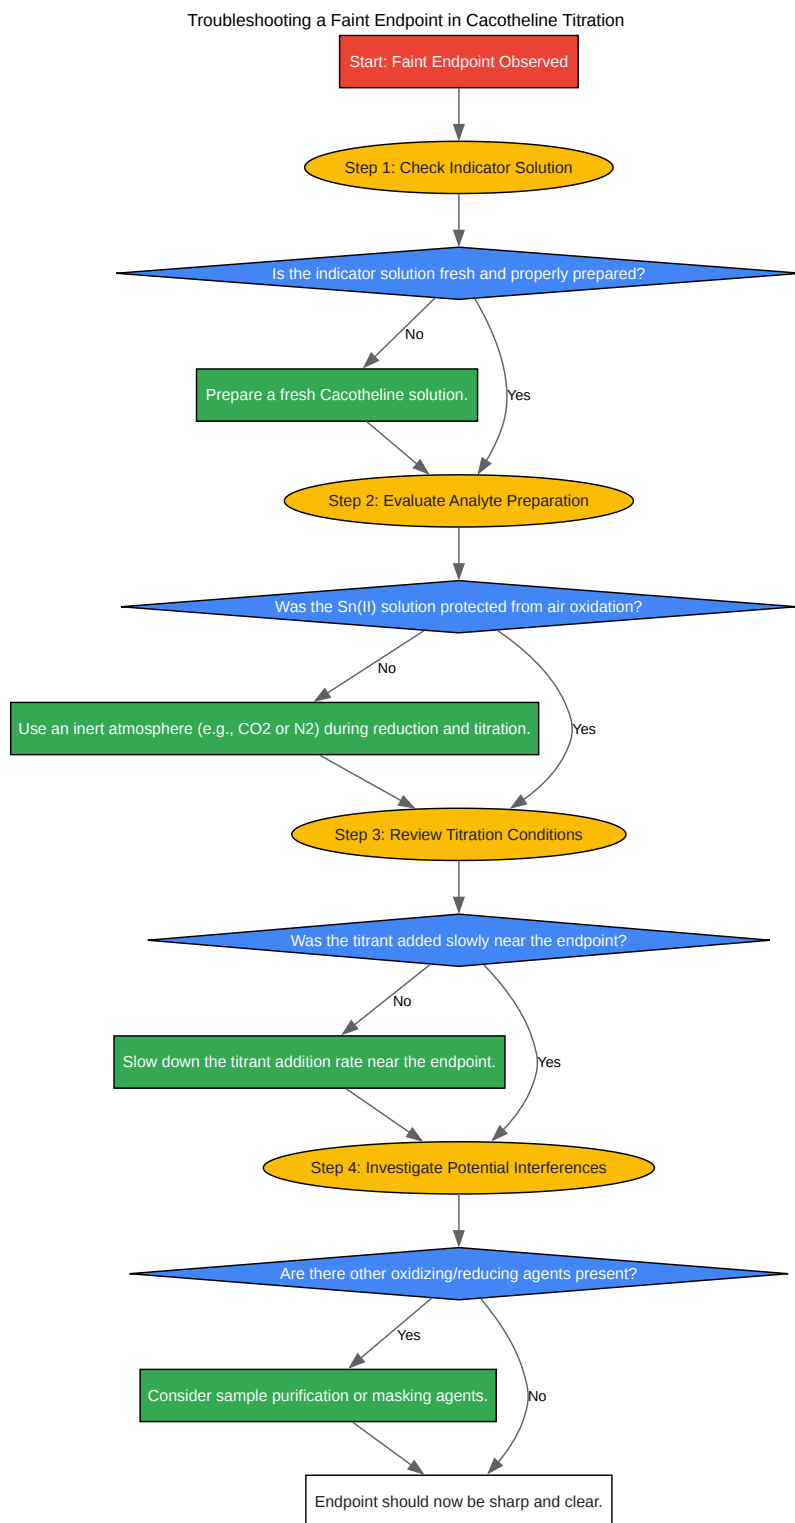 Troubleshooting a Faint Endpoint in Cacotheline Titration
Start: Faint Endpoint Observed
Step 1: Check Indicator Solution
Is the indicator solution fresh and properly prepared?
No
Prepare a fresh Cacotheline solution.
Yes
Step 2: Evaluate Analyte Preparation
Was the Sn(II) solution protected from air oxidation?
No
Use an inert atmosphere (e.g., CO2 or N2) during reduction and titration.
Yes
Step 3: Review Titration Conditions
Was the titrant added slowly near the endpoint?
No
Slow down the titrant addition rate near the endpoint.
Yes
Step 4: Investigate Potential Interferences
Are there other oxidizing/reducing agents present?
Yes
Consider sample purification or masking agents.
No
Endpoint should now be sharp and clear.